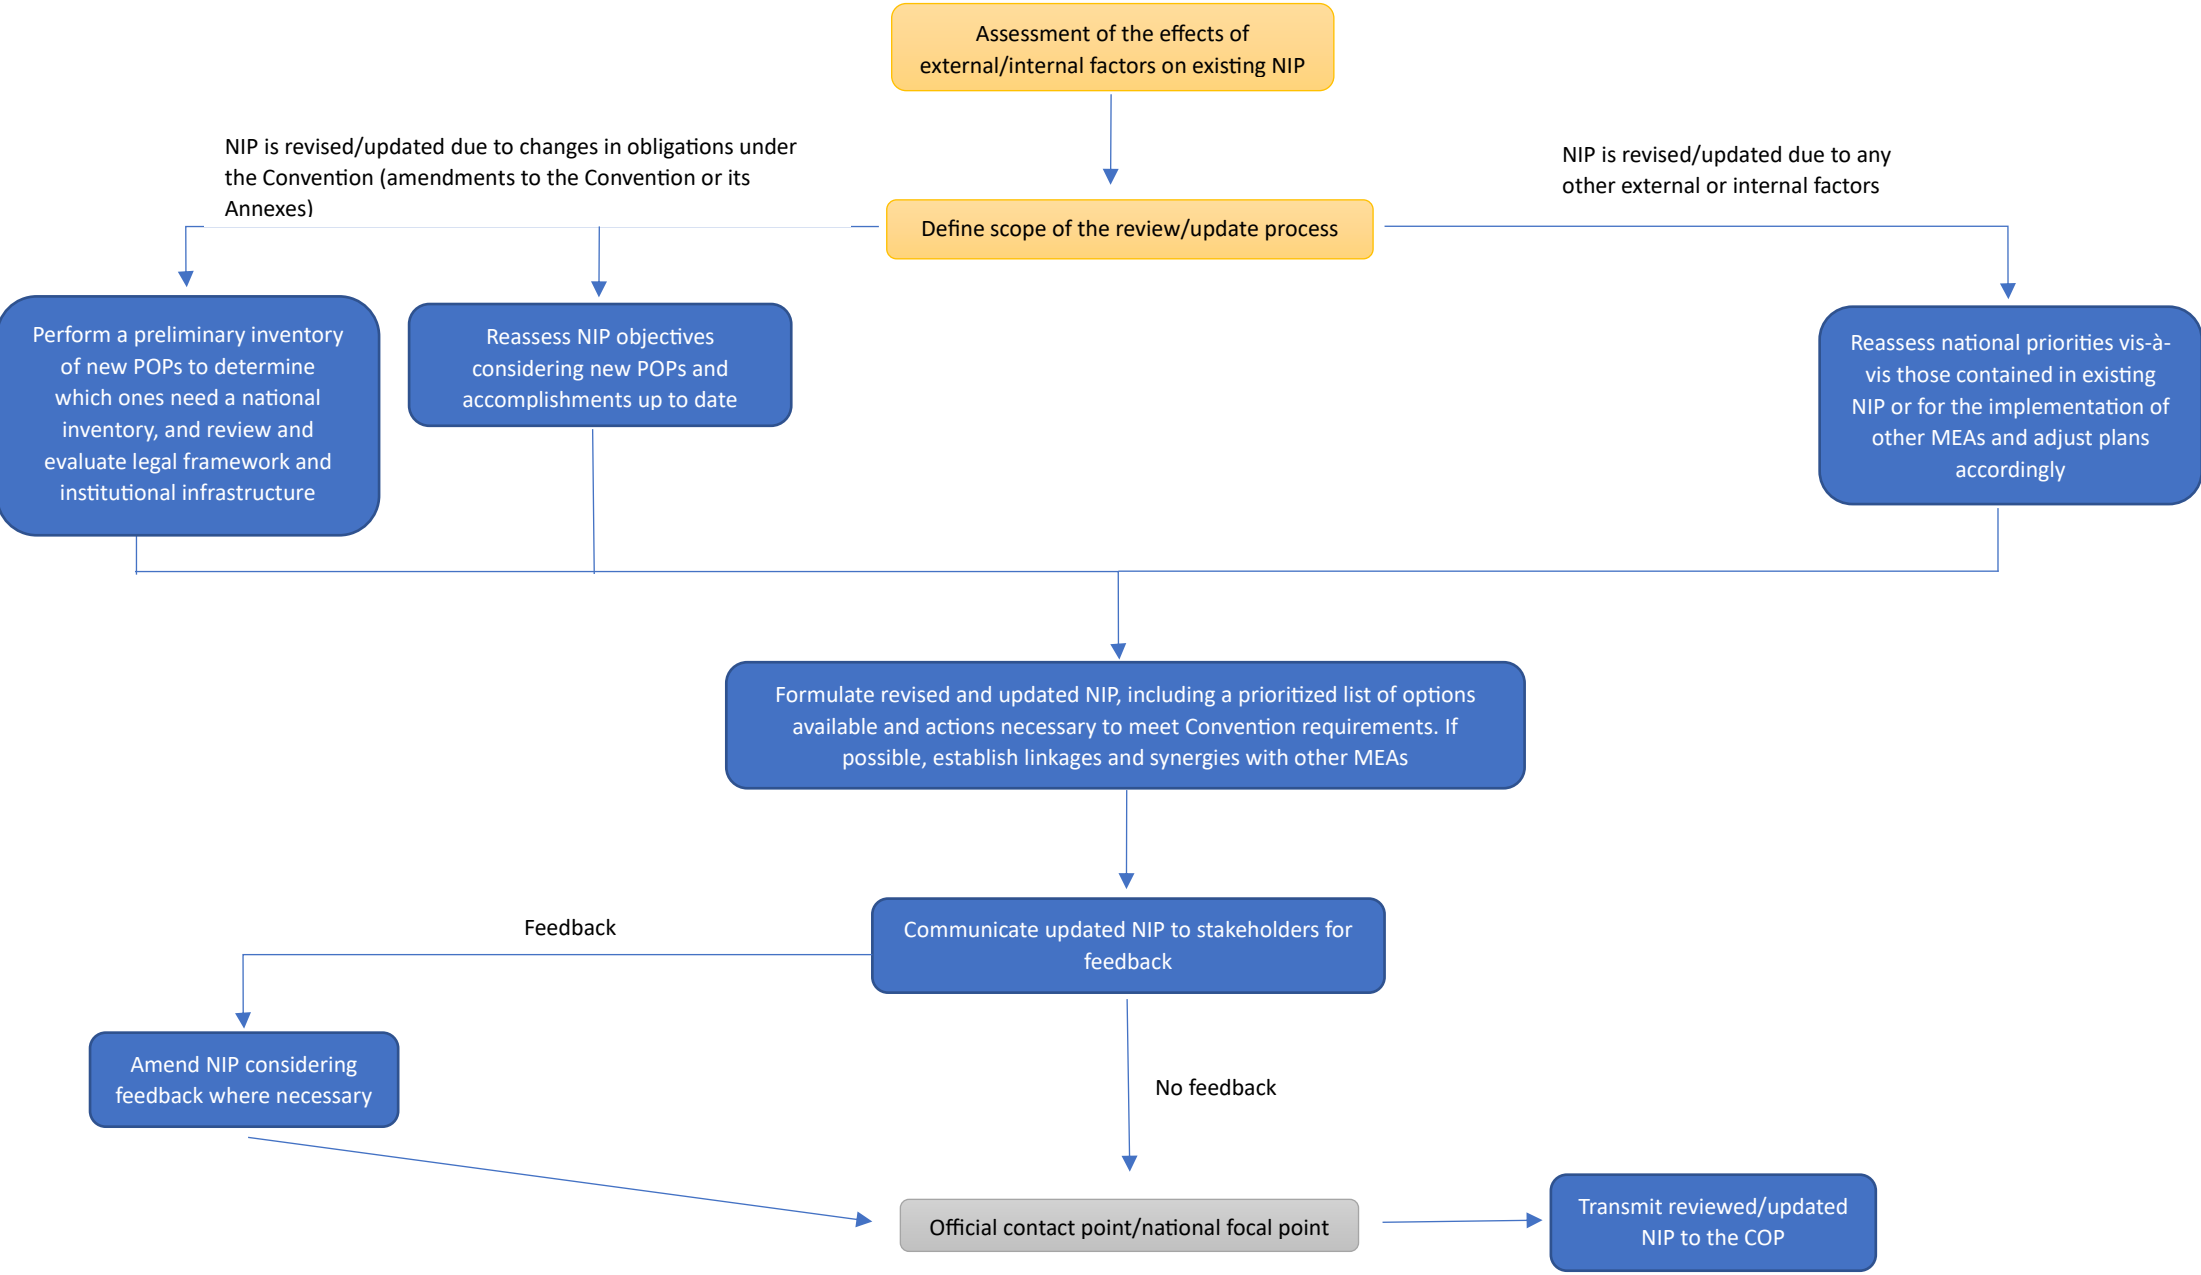 Assessment of the effects of
external/internal factors on existing NIP
NIP is revised/updated due to changes in obligations under
the Convention (amendments to the Convention or its
Annexes)
NIP is revised/updated due to any
other external or internal factors
Define scope of the review/update process
Perform a preliminary inventory
of new POPs to determine
which ones need a national
inventory, and review and
evaluate legal framework and
institutional infrastructure
Reassess NIP objectives
considering new POPs and
accomplishments up to date
Reassess national priorities vis-à-
vis those contained in existing
NIP or for the implementation of
other MEAs and adjust plans
accordingly
Formulate revised and updated NIP, including a prioritized list of options
available and actions necessary to meet Convention requirements. If
possible, establish linkages and synergies with other MEAs
Feedback
Communicate updated NIP to stakeholders for
feedback
Amend NIP considering
feedback where necessary
No feedback
Official contact point/national focal point
Transmit reviewed/updated
NIP to the COP